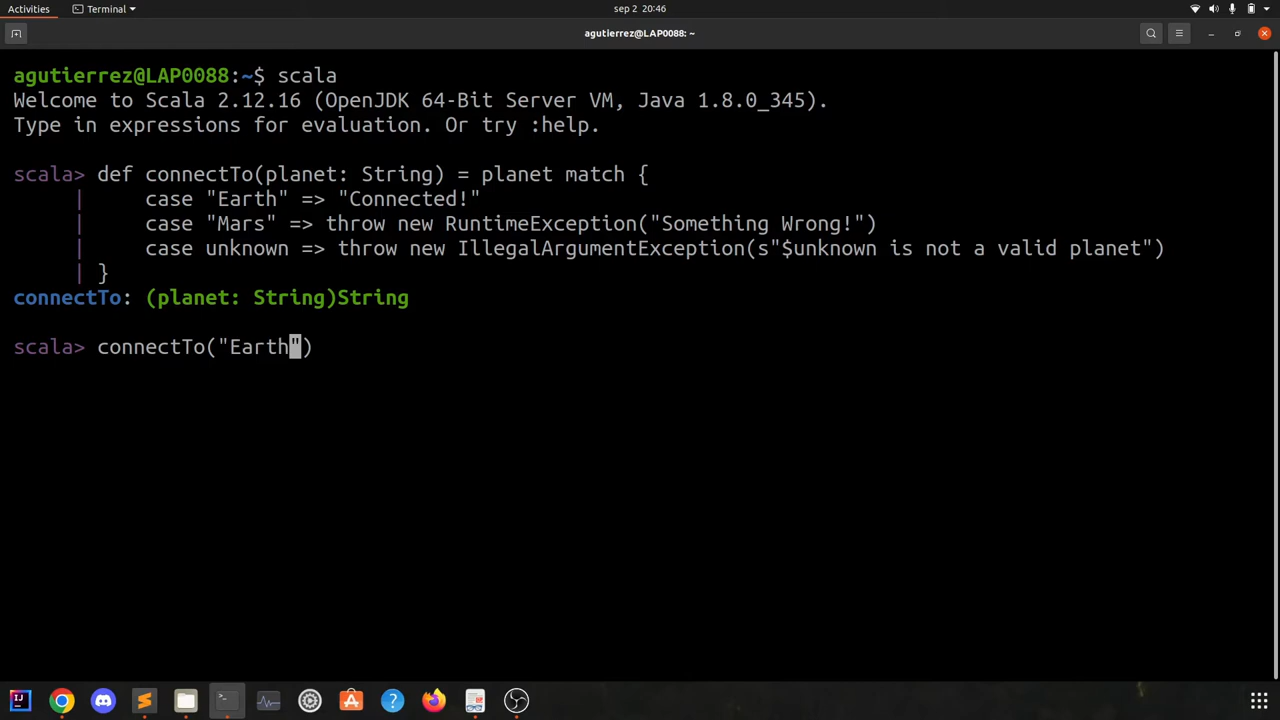 Activities
Terminal
sep 2 20:46
agutierrez@LAP0088: ~
agutierrez@LAP0088:~$ scala
Welcome to Scala 2.12.16 (OpenJDK 64-Bit Server VM, Java 1.8.0_345).
Type in expressions for evaluation. Or try :help.
scala> def connectTo(planet: String) = planet match {
     |     case "Earth" => "Connected!"
     |     case "Mars" => throw new RuntimeException("Something Wrong!")
     |     case unknown => throw new IllegalArgumentException(s"$unknown is not a valid planet")
     | }
connectTo: (planet: String)String
scala> connectTo("Earth")